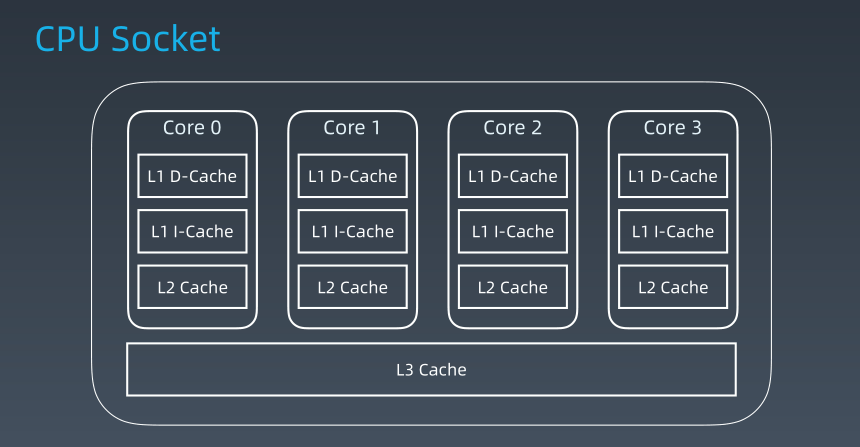 CPU Socket
Core 0
L1 D-Cache
L1 I-Cache
L2 Cache
Core 1
L1 D-Cache
L1 I-Cache
L2 Cache
Core 2
L1 D-Cache
L1 I-Cache
L2 Cache
Core 3
L1 D-Cache
L1 I-Cache
L2 Cache
L3 Cache